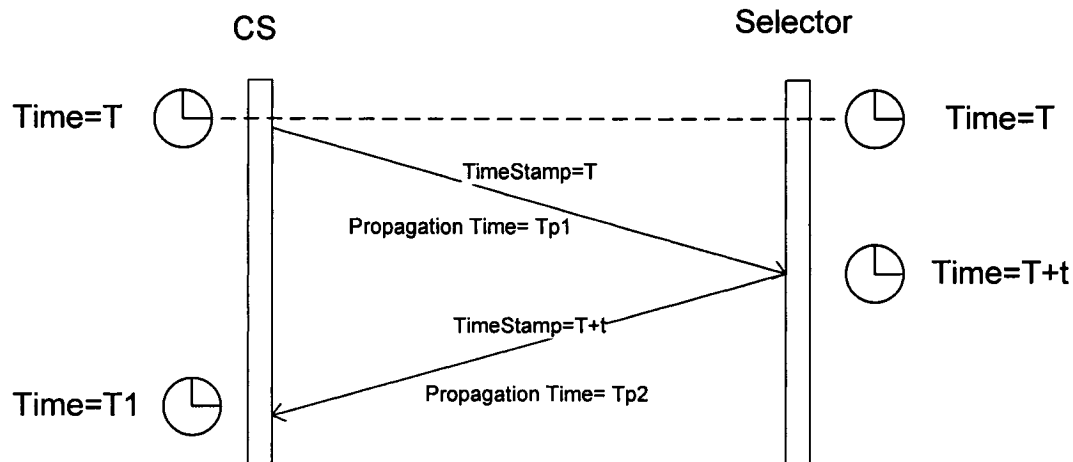 CS
Selector
Time=T
Time=T
TimeStamp=T
Propagation Time= Tp1
Time=T+t
TimeStamp=T+t
Propagation Time= Tp2
Time=T1